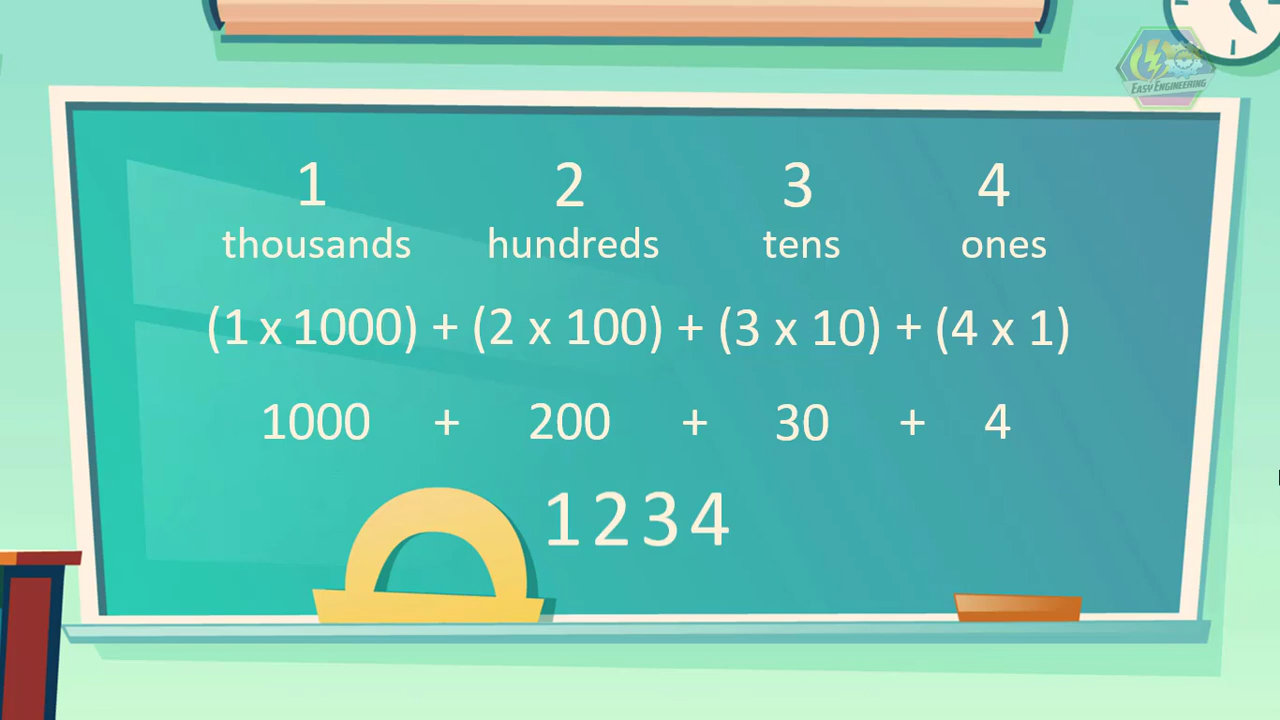 EASY ENGINEERING
1 2 3 4
thousands hundreds tens ones
(1 x 1000) + (2 x 100) + (3 x 10) + (4 x 1)
1000 + 200 + 30 + 4
1234